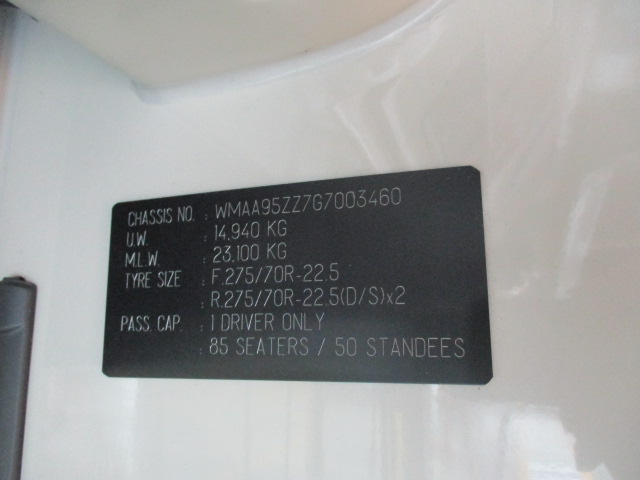 CHASSIS NO. : WMAA95ZZ7G7003460
U.W. : 14,940 KG
M.L.W. : 23,100 KG
TYRE SIZE : F.275/70R-22.5
: R.275/70R-22.5(D/S)x2
PASS. CAP. : 1 DRIVER ONLY
: 85 SEATERS / 50 STANDEES